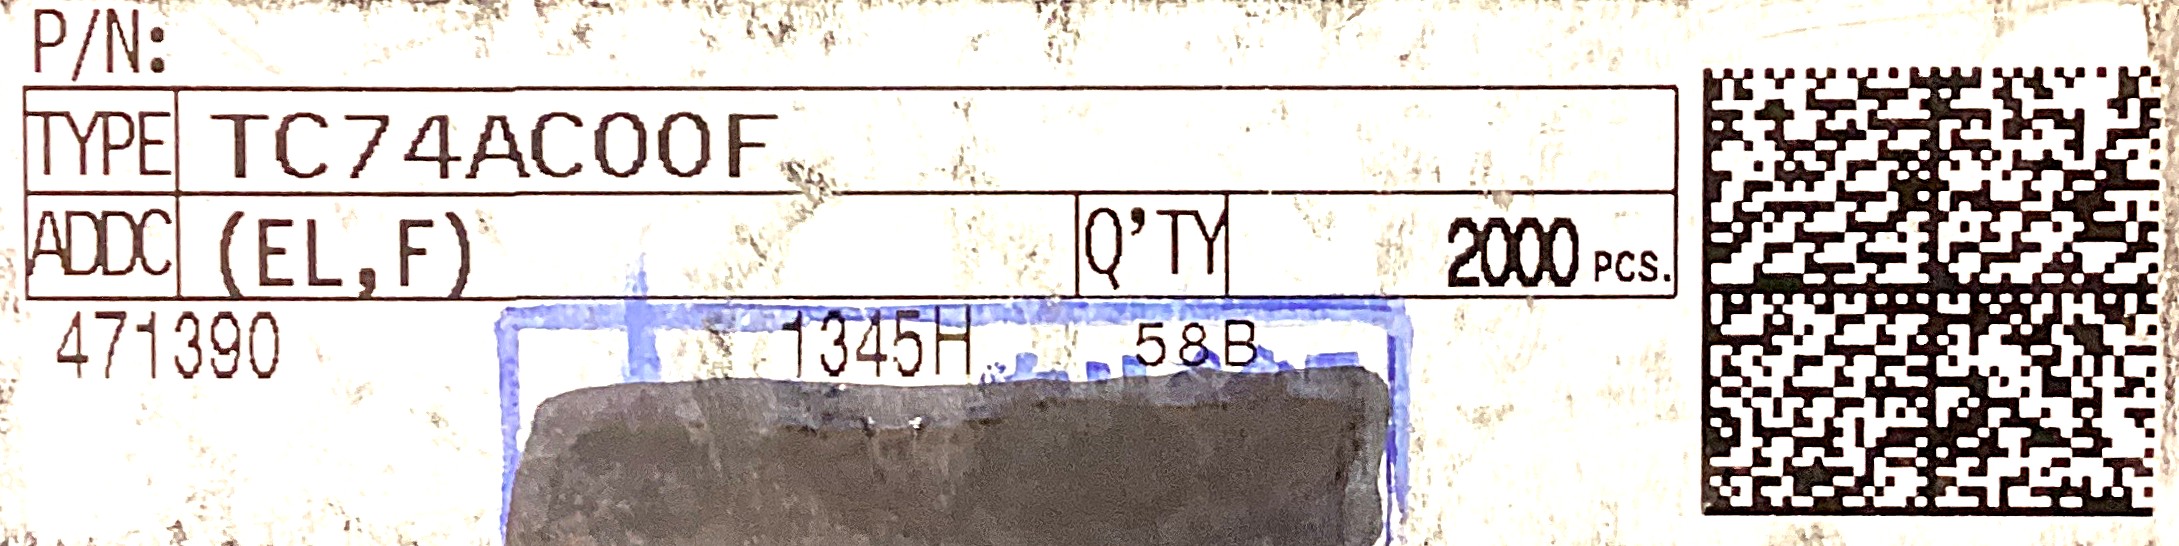 P/N:
TYPE TC74AC00F
ADDC (EL,F) Q'TY 2000 PCS.
471390 1345H 58B